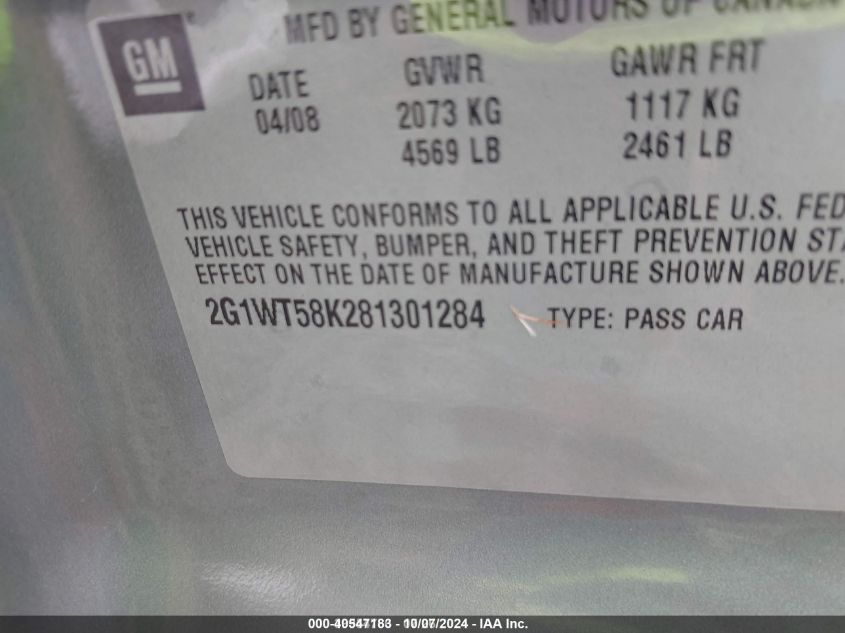 GM
MFD BY GENERAL MOTORS OF CANADA
DATE GVWR GAWR FRT
04/08 2073 KG 1117 KG
4569 LB 2461 LB
THIS VEHICLE CONFORMS TO ALL APPLICABLE U.S. FED
VEHICLE SAFETY, BUMPER, AND THEFT PREVENTION STA
EFFECT ON THE DATE OF MANUFACTURE SHOWN ABOVE.
2G1WT58K281301284 TYPE: PASS CAR
000-40547183 - 10/07/2024 - IAA Inc.